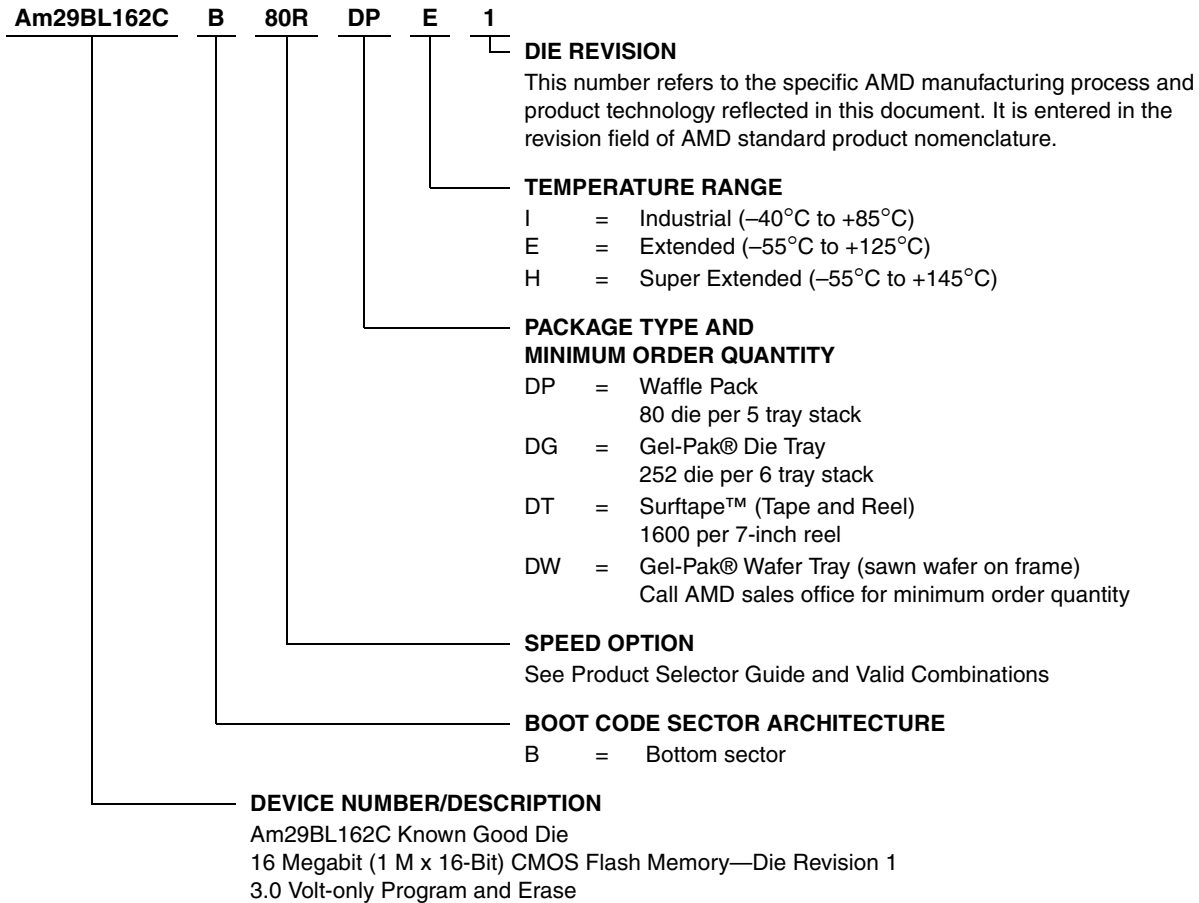 Am29BL162C B 80R DP E 1
DIE REVISION
This number refers to the specific AMD manufacturing process and
product technology reflected in this document. It is entered in the
revision field of AMD standard product nomenclature.
TEMPERATURE RANGE
I = Industrial (–40°C to +85°C)
E = Extended (–55°C to +125°C)
H = Super Extended (–55°C to +145°C)
PACKAGE TYPE AND
MINIMUM ORDER QUANTITY
DP = Waffle Pack
80 die per 5 tray stack
DG = Gel-Pak® Die Tray
252 die per 6 tray stack
DT = Surftape™ (Tape and Reel)
1600 per 7-inch reel
DW = Gel-Pak® Wafer Tray (sawn wafer on frame)
Call AMD sales office for minimum order quantity
SPEED OPTION
See Product Selector Guide and Valid Combinations
BOOT CODE SECTOR ARCHITECTURE
B = Bottom sector
DEVICE NUMBER/DESCRIPTION
Am29BL162C Known Good Die
16 Megabit (1 M x 16-Bit) CMOS Flash Memory—Die Revision 1
3.0 Volt-only Program and Erase